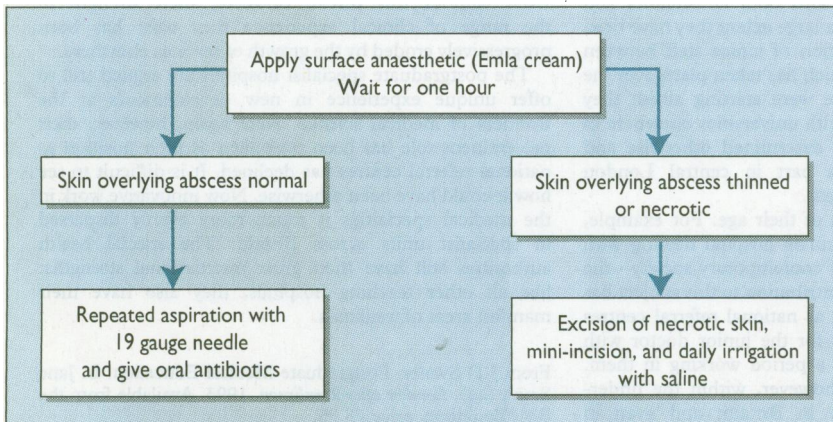 Apply surface anaesthetic (Emla cream)
Wait for one hour
Skin overlying abscess normal
Skin overlying abscess thinned
or necrotic
Repeated aspiration with
19 gauge needle
and give oral antibiotics
Excision of necrotic skin,
mini-incision, and daily irrigation
with saline